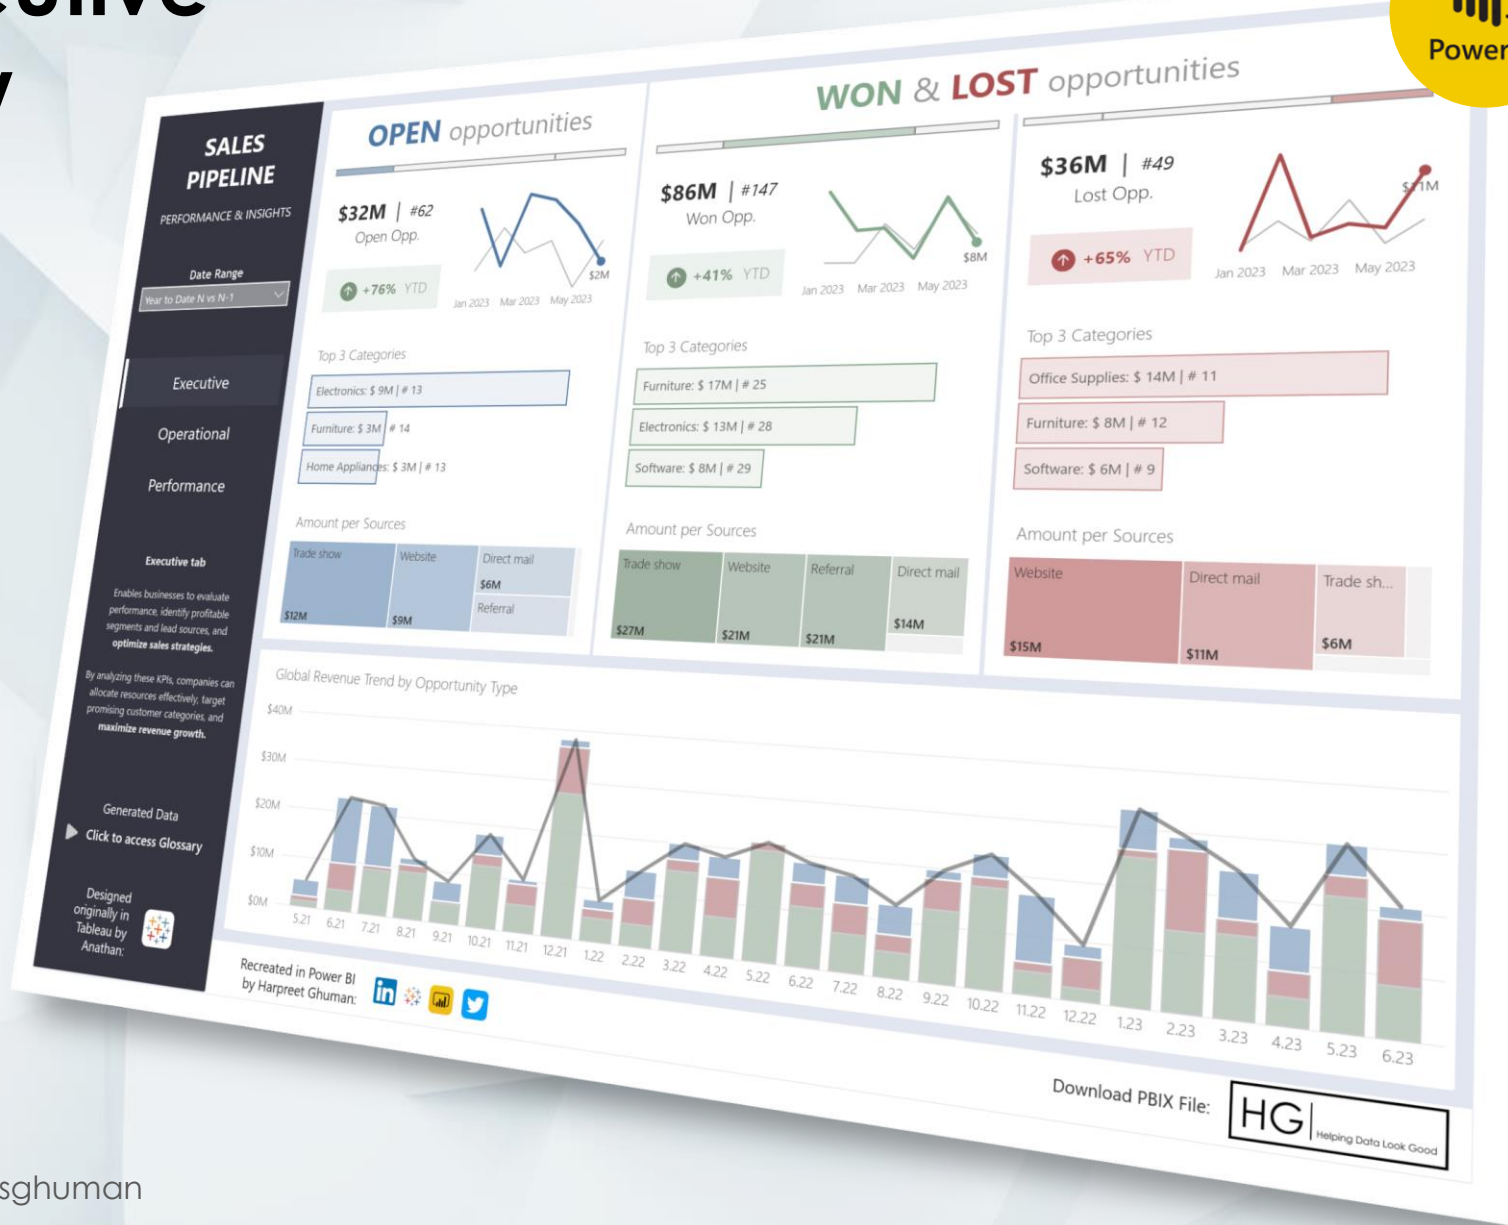 Power
SALES
PIPELINE
PERFORMANCE & INSIGHTS
Date Range
Year to Date N vs N-1
Executive
Operational
Performance
Executive tab
Enables businesses to evaluate
performance, identify profitable
segments and lead sources, and
optimize sales strategies.
By analyzing these KPIs, companies can
allocate resources effectively, target
promising customer categories, and
maximize revenue growth.
Generated Data
Click to access Glossary
Designed
originally in
Tableau by
Anathan:
OPEN opportunities
$32M | #62
Open Opp.
+76% YTD
$2M
Jan 2023 Mar 2023 May 2023
Top 3 Categories
Electronics: $ 9M | # 13
Furniture: $ 3M | # 14
Home Appliances: $ 3M | # 13
Amount per Sources
Trade show
$12M
Website
$9M
Direct mail
$6M
Referral
WON & LOST opportunities
$86M | #147
Won Opp.
+41% YTD
$8M
Jan 2023 Mar 2023 May 2023
Top 3 Categories
Furniture: $ 17M | # 25
Electronics: $ 13M | # 28
Software: $ 8M | # 29
Amount per Sources
Trade show
$27M
Website
$21M
Referral
$21M
Direct mail
$14M
$36M | #49
Lost Opp.
+65% YTD
$11M
Jan 2023 Mar 2023 May 2023
Top 3 Categories
Office Supplies: $ 14M | # 11
Furniture: $ 8M | # 12
Software: $ 6M | # 9
Amount per Sources
Website
$15M
Direct mail
$11M
Trade sh...
$6M
Global Revenue Trend by Opportunity Type
$40M
$30M
$20M
$10M
$0M
5.21 6.21 7.21 8.21 9.21 10.21 11.21 12.21 1.22 2.22 3.22 4.22 5.22 6.22 7.22 8.22 9.22 10.22 11.22 12.22 1.23 2.23 3.23 4.23 5.23 6.23
Recreated in Power BI
by Harpreet Ghuman:
in
Download PBIX File:
HG Helping Data Look Good
sghuman